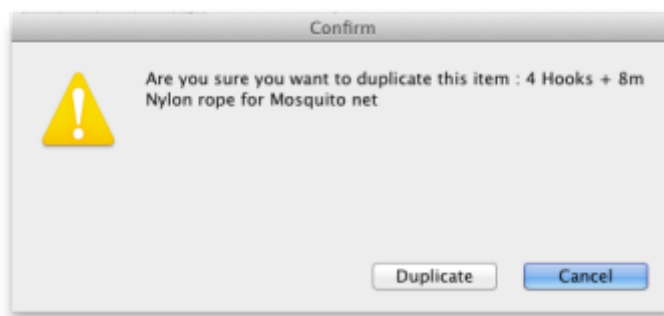 Confirm
Are you sure you want to duplicate this item : 4 Hooks + 8m
Nylon rope for Mosquito net
Duplicate
Cancel